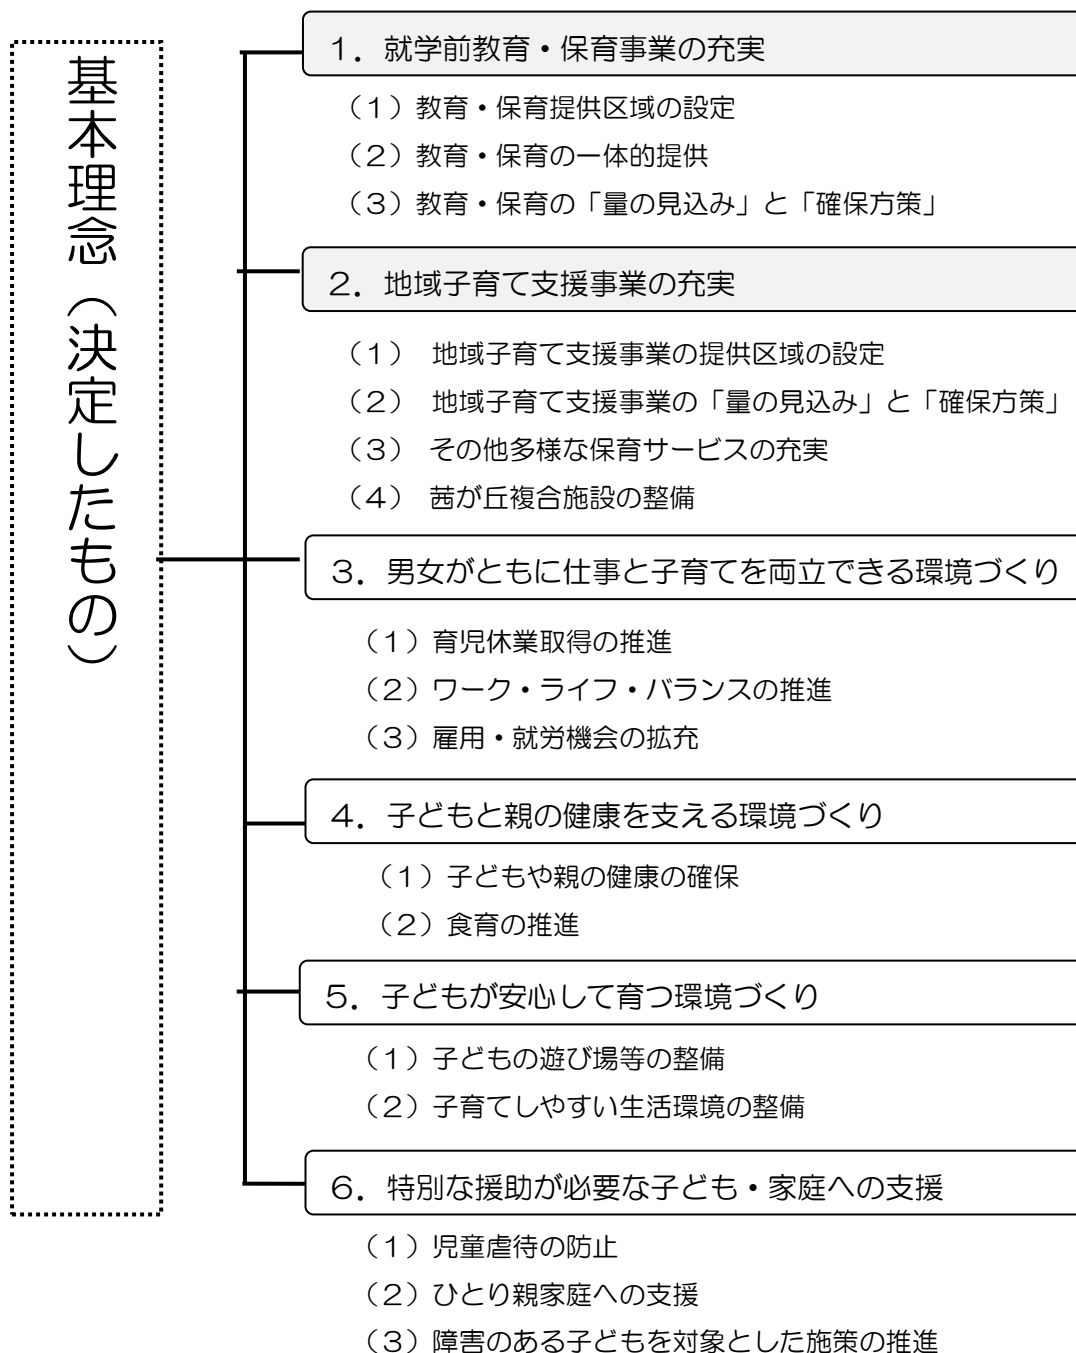 基本理念（決定したもの）
１．就学前教育・保育事業の充実
（１）教育・保育提供区域の設定
（２）教育・保育の一体的提供
（３）教育・保育の「量の見込み」と「確保方策」
２．地域子育て支援事業の充実
（１）　地域子育て支援事業の提供区域の設定
（２）　地域子育て支援事業の「量の見込み」と「確保方策」
（３）　その他多様な保育サービスの充実
（４）　茜が丘複合施設の整備
３．男女がともに仕事と子育てを両立できる環境づくり
（１）育児休業取得の推進
（２）ワーク・ライフ・バランスの推進
（３）雇用・就労機会の拡充
４．子どもと親の健康を支える環境づくり
（１）子どもや親の健康の確保
（２）食育の推進
５．子どもが安心して育つ環境づくり
（１）子どもの遊び場等の整備
（２）子育てしやすい生活環境の整備
６．特別な援助が必要な子ども・家庭への支援
（１）児童虐待の防止
（２）ひとり親家庭への支援
（３）障害のある子どもを対象とした施策の推進